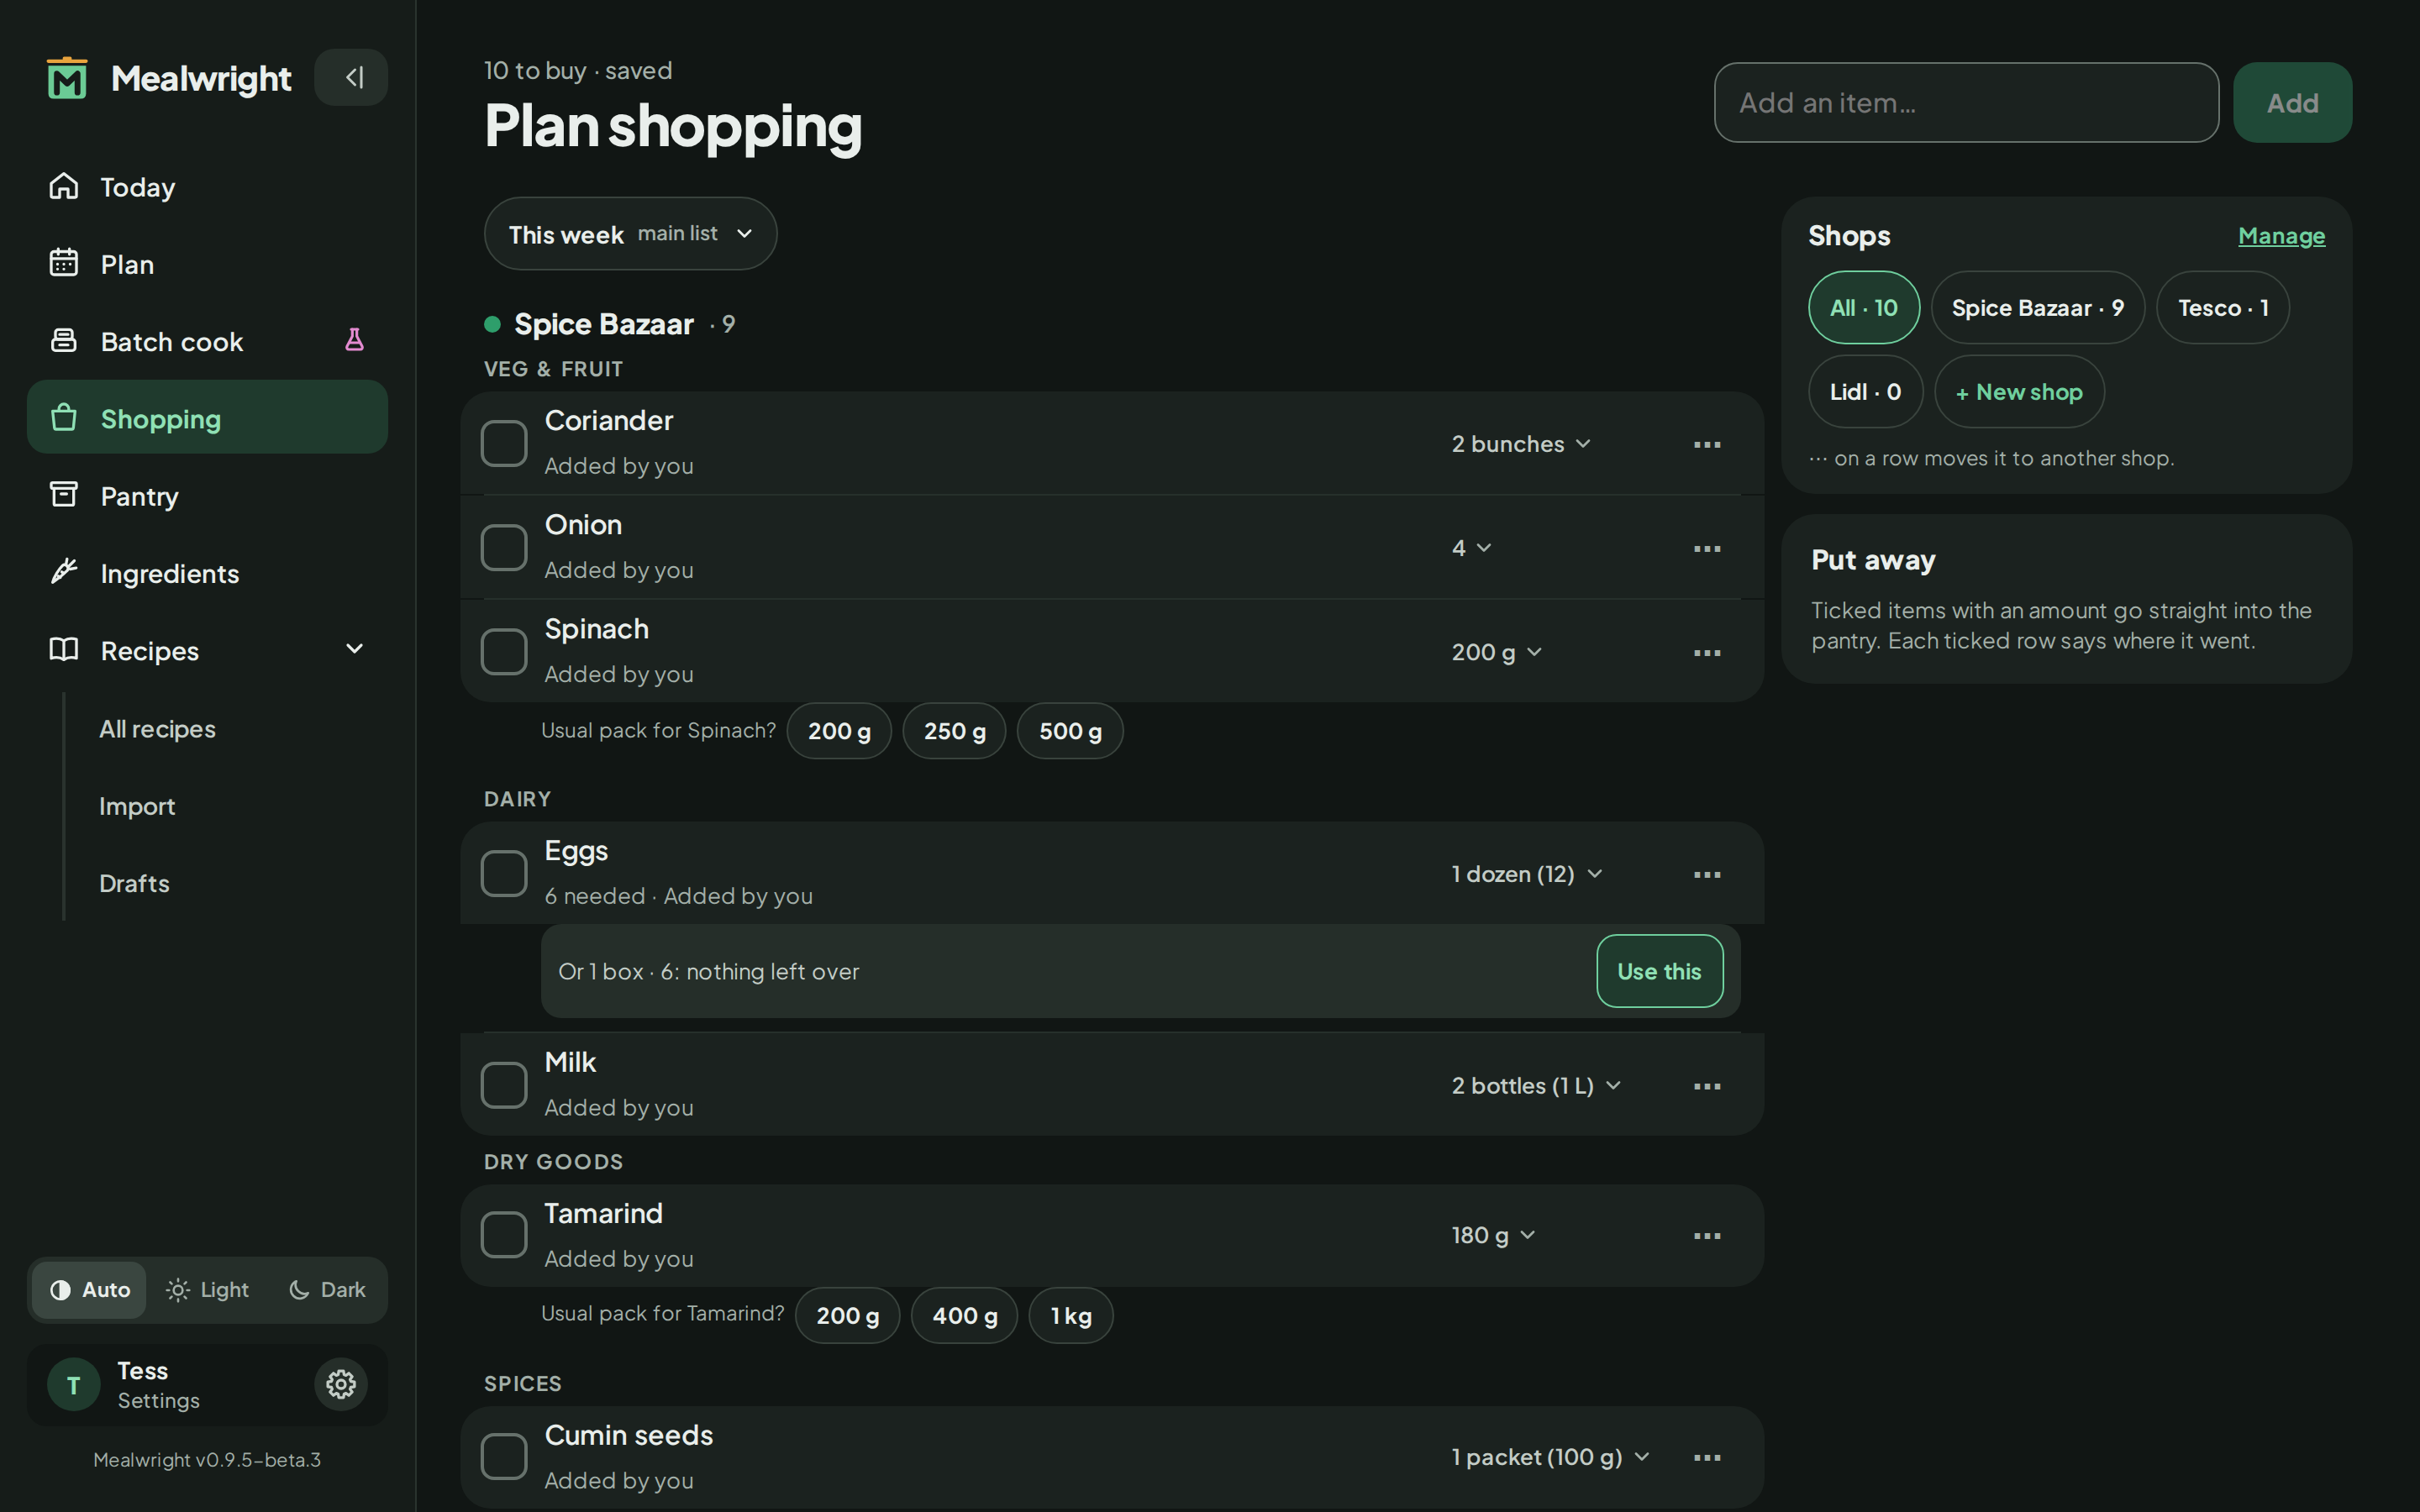 Mealwright
Today
Plan
Batch cook
Shopping
Pantry
Ingredients
Recipes
All recipes
Import
Drafts
Auto
Light
Dark
T
Tess
Settings
Mealwright v0.9.5-beta.3
10 to buy · saved
Plan shopping
Add an item...
Add
This week main list
Spice Bazaar · 9
VEG & FRUIT
Coriander
Added by you
2 bunches
Onion
Added by you
4
Spinach
Added by you
200 g
Usual pack for Spinach? 200 g 250 g 500 g
DAIRY
Eggs
6 needed · Added by you
1 dozen (12)
Or 1 box · 6: nothing left over
Use this
Milk
Added by you
2 bottles (1 L)
DRY GOODS
Tamarind
Added by you
180 g
Usual pack for Tamarind? 200 g 400 g 1 kg
SPICES
Cumin seeds
Added by you
1 packet (100 g)
Shops
Manage
All · 10
Spice Bazaar · 9
Tesco · 1
Lidl · 0
+ New shop
··· on a row moves it to another shop.
Put away
Ticked items with an amount go straight into the
pantry. Each ticked row says where it went.